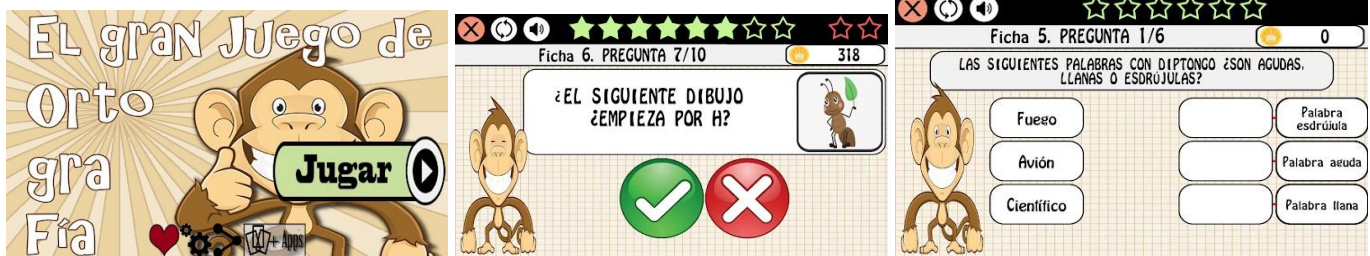 EL graN Juego de
Orto
gra
Fía
Jugar
+ Apps
Ficha 6. PREGUNTA 7/10
318
¿EL SIGUIENTE DIBUJO
¿EMPIEZA POR H?
Ficha 5. PREGUNTA 1/6
0
LAS SIGUIENTES PALABRAS CON DIPTONGO ¿SON AGUDAS,
LLANAS O ESDRÚJULAS?
Fuego
Palabra
esdrújula
Avión
Palabra aguda
Científico
Palabra llana